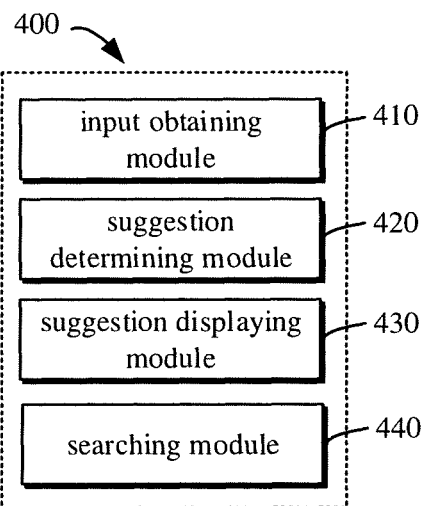 400
input obtaining
module
410
suggestion
determining module
420
suggestion displaying
module
430
searching module
440